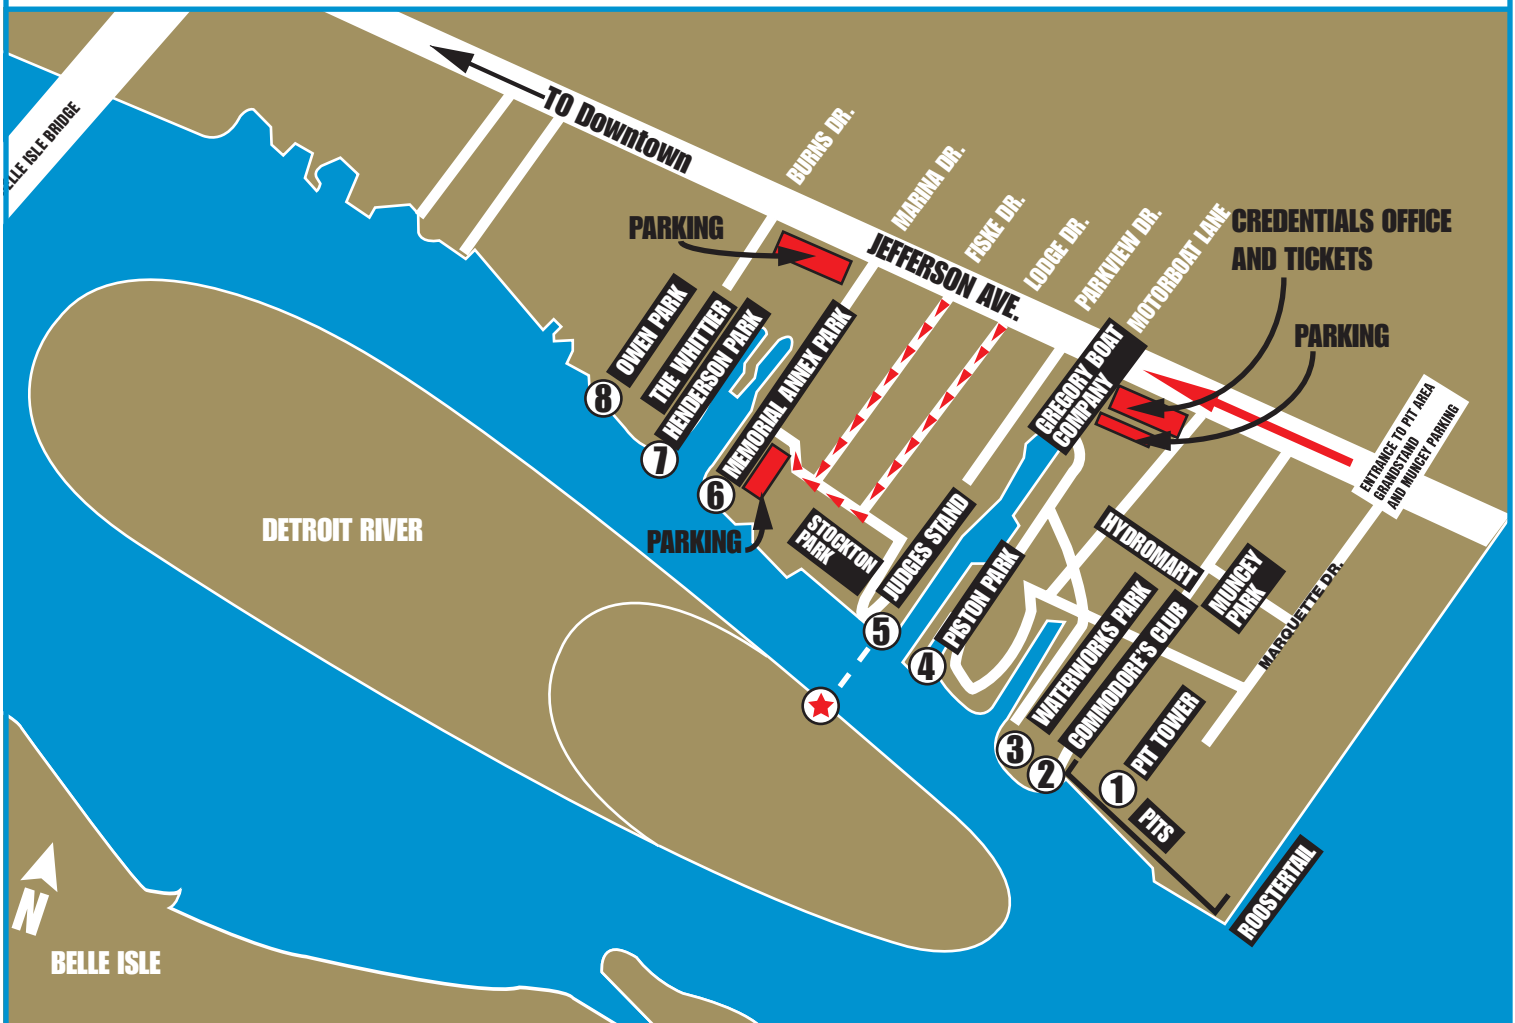 ELLE ISLE BRIDGE
TO Downtown
BURNS DR.
MARINA DR.
FISKE DR.
LODGE DR.
PARKVIEW DR.
MOTORBOAT LANE
CREDENTIALS OFFICE
AND TICKETS
PARKING
PARKING
JEFFERSON AVE.
OWEN PARK
THE WHITTIER
HENDERSON PARK
MEMORIAL ANNEX PARK
GREGORY BOAT
COMPANY
ENTRANCE TO PIT AREA
GRANDSTAND
AND MUNCEY PARKING
8
7
6
PARKING
STOCKTON
PARK
JUDGES STAND
5
PISTON PARK
4
HYDROMART
MUNCEY
PARK
MARQUETTE DR.
WATERWORKS PARK
COMMODORE'S CLUB
3
2
PIT TOWER
1
PITS
ROOSTERTAIL
DETROIT RIVER
N
BELLE ISLE